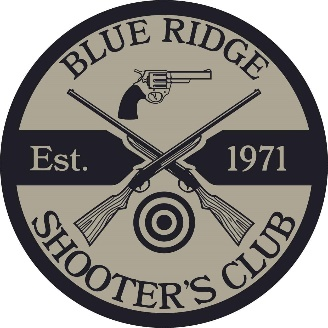 BLUE RIDGE
Est. 1971
SHOOTER'S CLUB